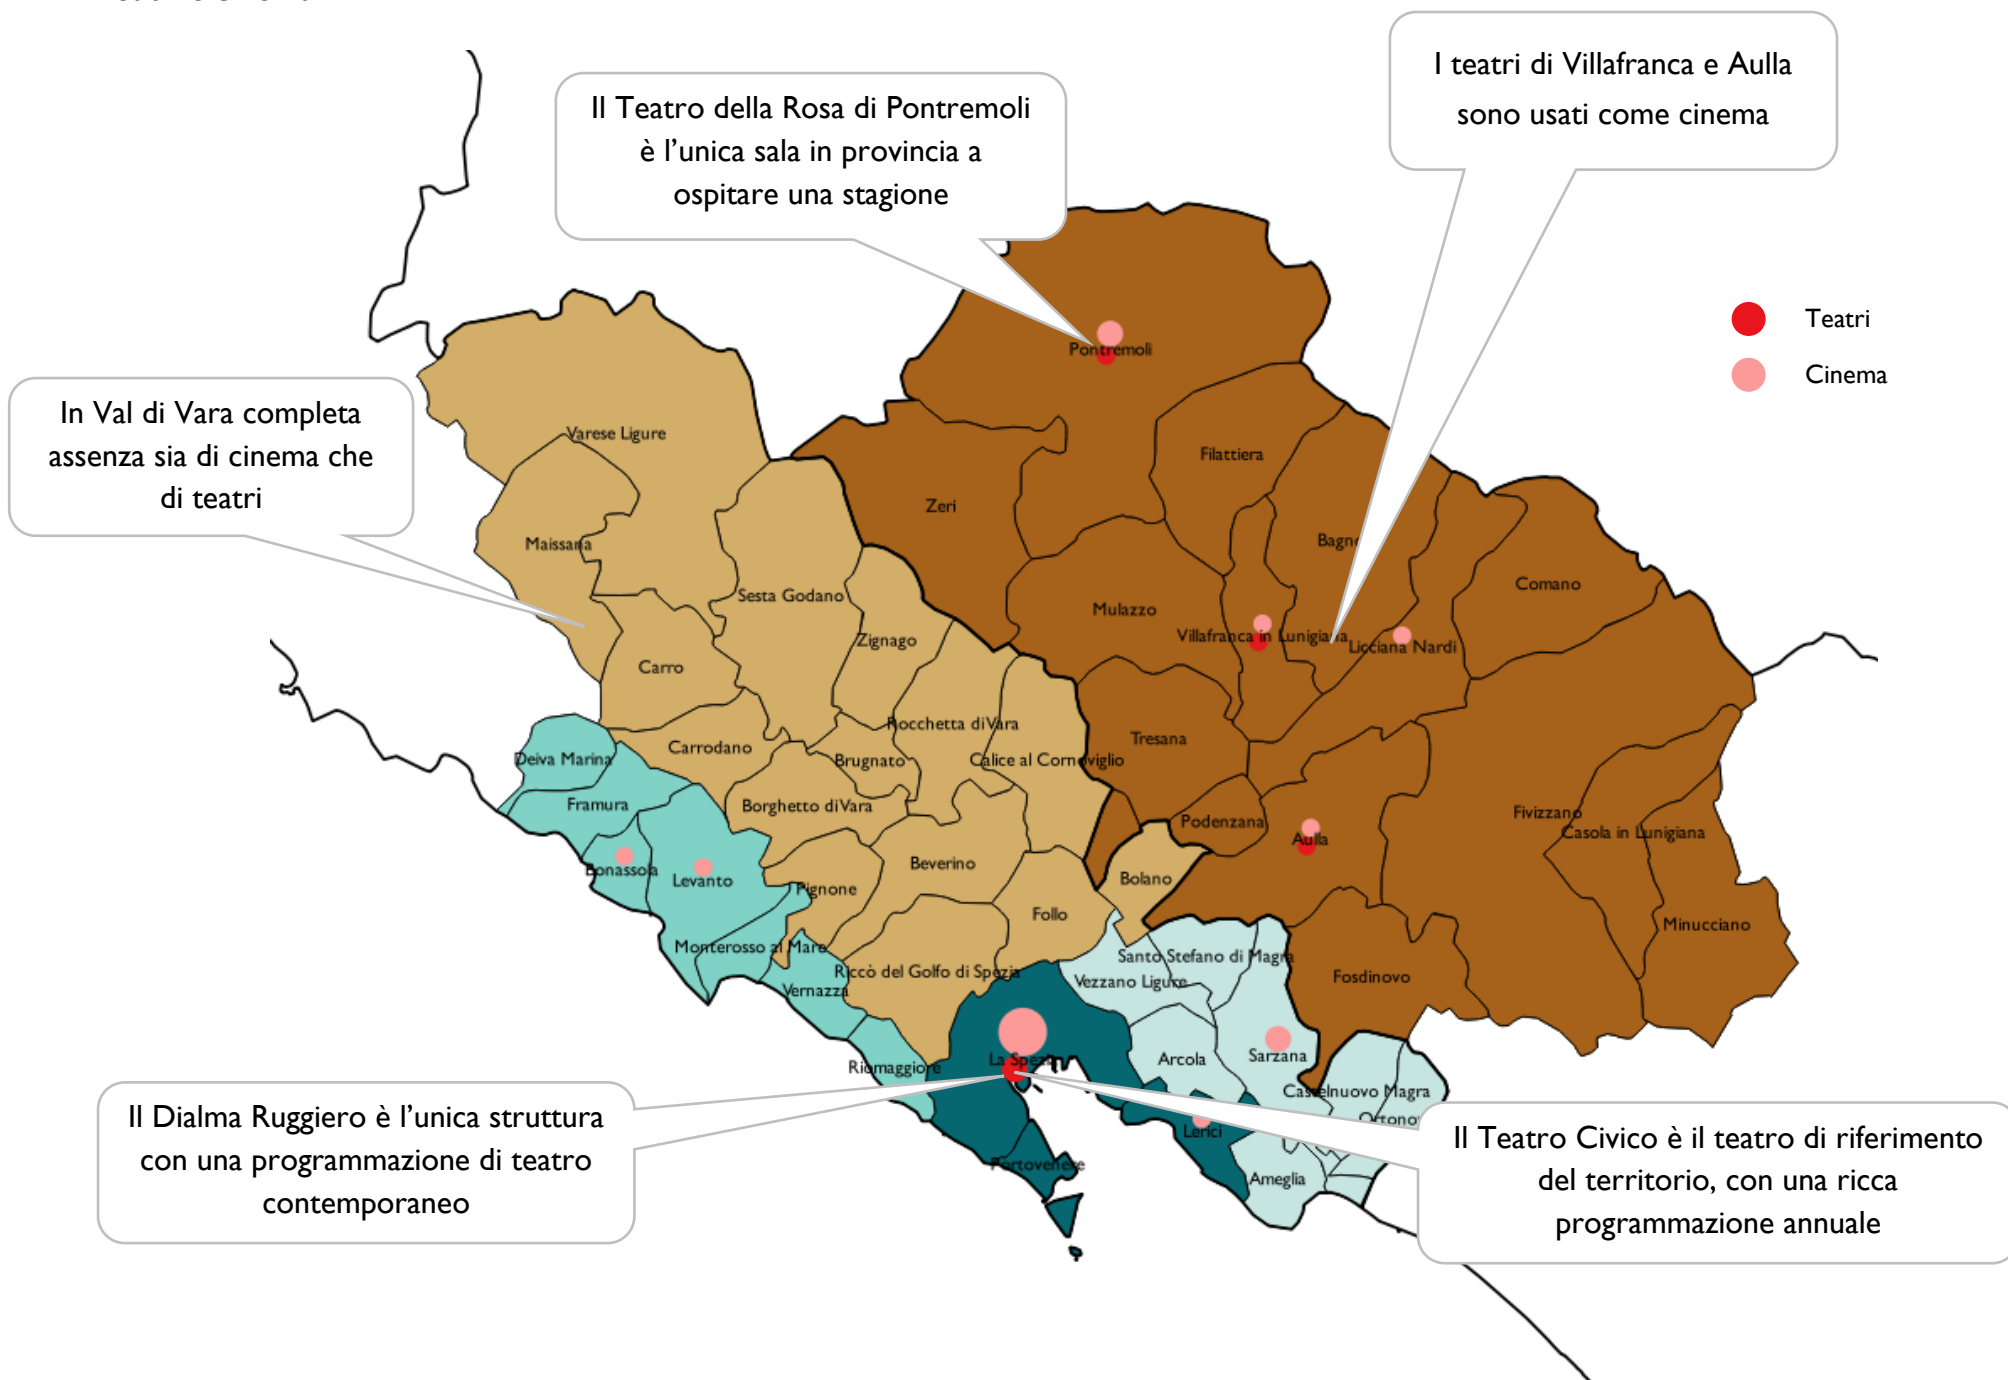 I teatri di Villafranca e Aulla
sono usati come cinema
Il Teatro della Rosa di Pontremoli
è l'unica sala in provincia a
ospitare una stagione
Teatri
Cinema
Pontremoli
In Val di Vara completa
assenza sia di cinema che
di teatri
Varese Ligure
Filattiera
Zeri
Maissana
Comano
Sesta Godano
Mulazzo
Villafranca in Lunigiana
Licciana Nardi
Zignago
Carro
Rocchetta di Vara
Tresana
Carrodano
Deiva Marina
Brugnato
Calice al Cornoviglio
Framura
Borghetto di Vara
Podenzana
Fivizzano
Casola in Lunigiana
Aulla
Bonassola
Levanto
Beverino
Pignone
Bolano
Follo
Minucciano
Monterosso al Mare
Santo Stefano di Magra
Riccò del Golfo di Spezia
Fosdinovo
Vezzano Ligure
Vernazza
La Spezia
Arcola
Sarzana
Riomaggiore
Castelnuovo Magra
Lerici
Portovenere
Ameglia
Il Dialma Ruggiero è l'unica struttura
con una programmazione di teatro
contemporaneo
Il Teatro Civico è il teatro di riferimento
del territorio, con una ricca
programmazione annuale